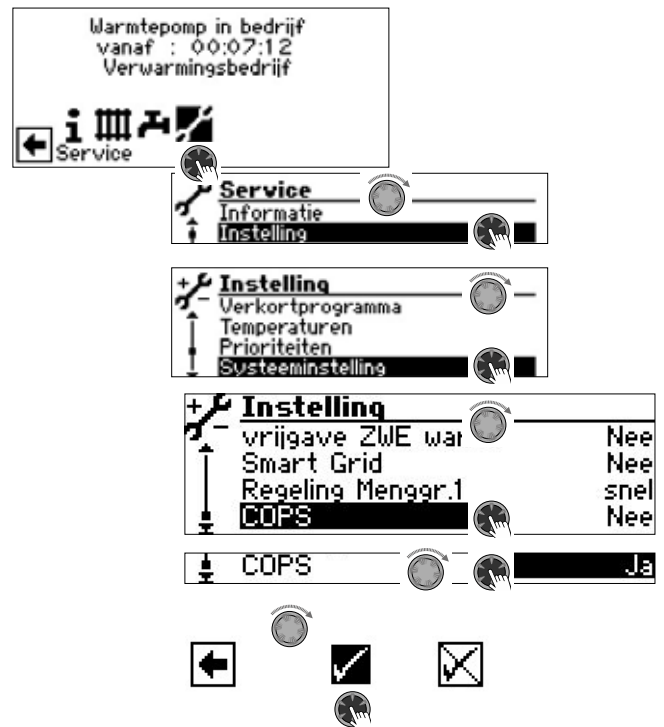 Warmtepomp in bedrijf
vanaf : 00:07:12
Verwarmingsbedrijf
Service
Service
Informatie
Instelling
Instelling
Verkortprogramma
Temperaturen
Prioriteiten
Systeeminstelling
Instelling
vrijgave ZWE war Nee
Smart Grid Nee
Regeling Menggr.1 snel
COPS Nee
COPS Ja